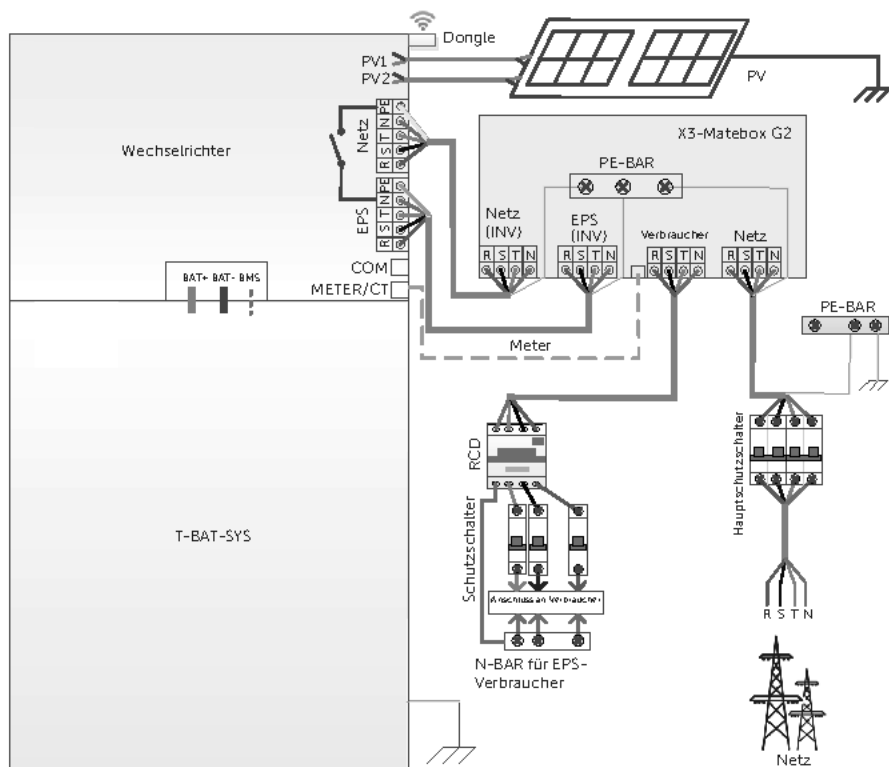 Dongle
PV1
PV2
PV
Wechselrichter
Netz
PE
N
T
S
R
EPS
PE
N
T
S
R
X3-Matebox G2
PE-BAR
Netz
(INV)
EPS
(INV)
Verbraucher
Netz
R S T N
R S T N
R S T N
R S T N
BAT+ BAT- BMS
COM
METER/CT
PE-BAR
Meter
RCD
Schutzschalter
Hauptschutzschalter
T-BAT-SYS
Anschluss an Verbraucher
R S T N
N-BAR für EPS-
Verbraucher
Netz